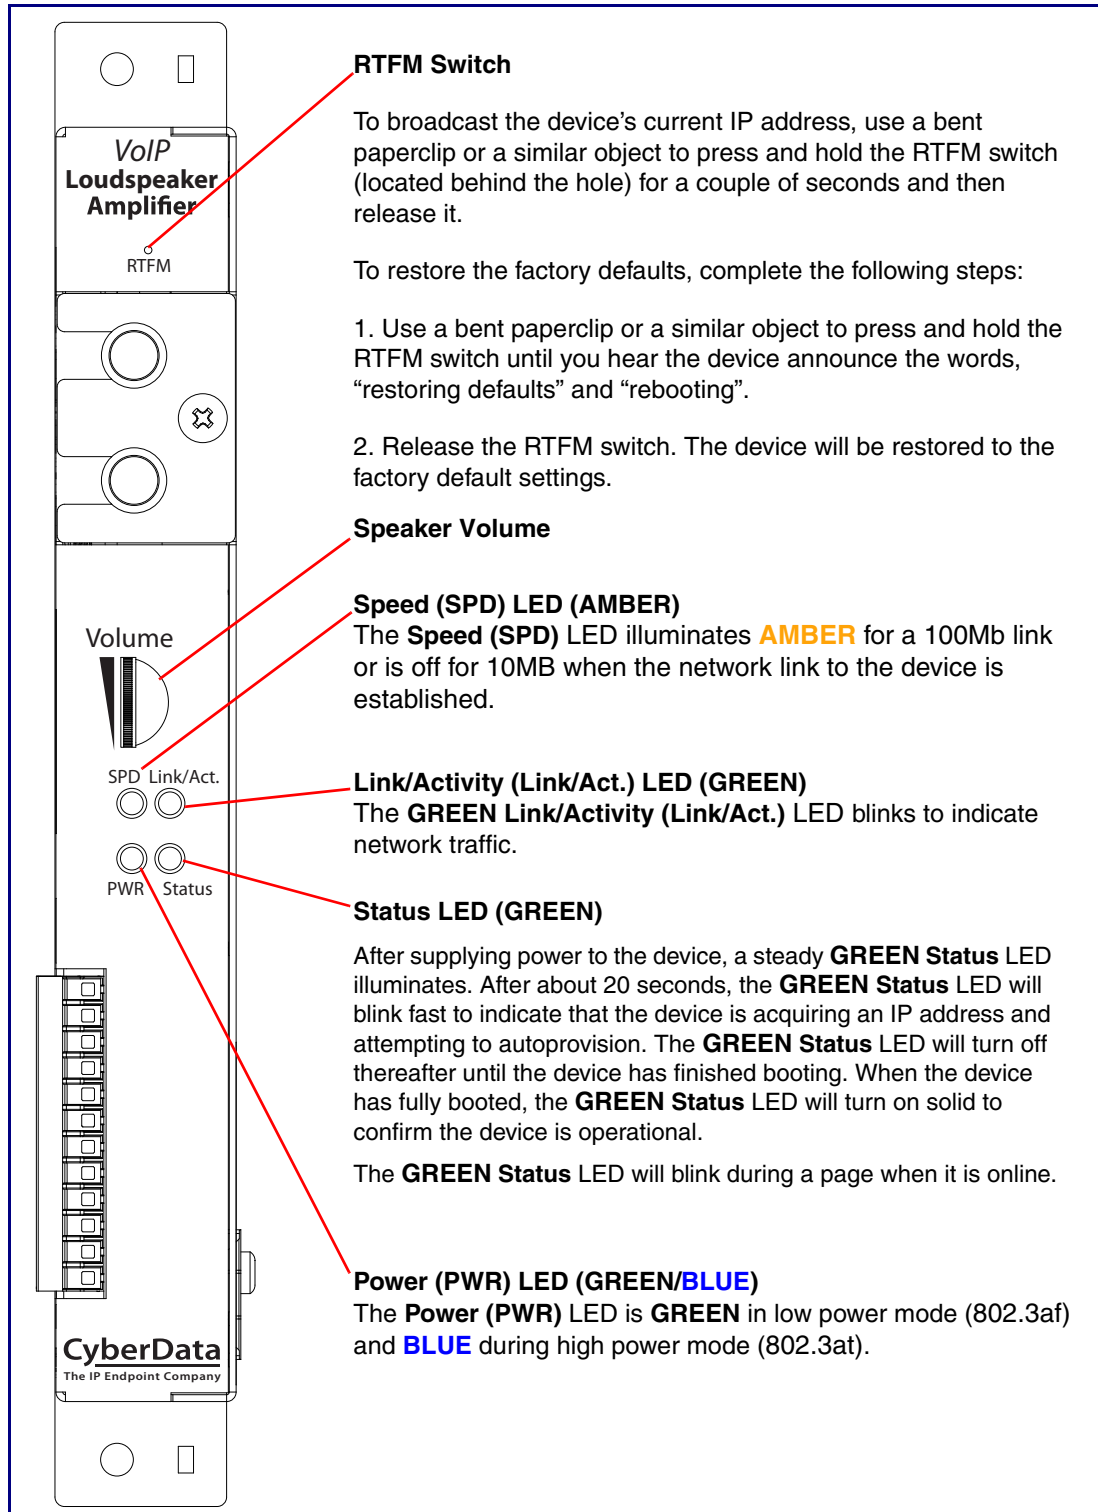 VoIP
Loudspeaker
Amplifier
RTFM
Volume
SPD Link/Act.
PWR Status
CyberData
The IP Endpoint Company
RTFM Switch
To broadcast the device's current IP address, use a bent
paperclip or a similar object to press and hold the RTFM switch
(located behind the hole) for a couple of seconds and then
release it.
To restore the factory defaults, complete the following steps:
1. Use a bent paperclip or a similar object to press and hold the
RTFM switch until you hear the device announce the words,
“restoring defaults” and “rebooting”.
2. Release the RTFM switch. The device will be restored to the
factory default settings.
Speaker Volume
Speed (SPD) LED (AMBER)
The Speed (SPD) LED illuminates AMBER for a 100Mb link
or is off for 10MB when the network link to the device is
established.
Link/Activity (Link/Act.) LED (GREEN)
The GREEN Link/Activity (Link/Act.) LED blinks to indicate
network traffic.
Status LED (GREEN)
After supplying power to the device, a steady GREEN Status LED
illuminates. After about 20 seconds, the GREEN Status LED will
blink fast to indicate that the device is acquiring an IP address and
attempting to autoprovision. The GREEN Status LED will turn off
thereafter until the device has finished booting. When the device
has fully booted, the GREEN Status LED will turn on solid to
confirm the device is operational.
The GREEN Status LED will blink during a page when it is online.
Power (PWR) LED (GREEN/BLUE)
The Power (PWR) LED is GREEN in low power mode (802.3af)
and BLUE during high power mode (802.3at).